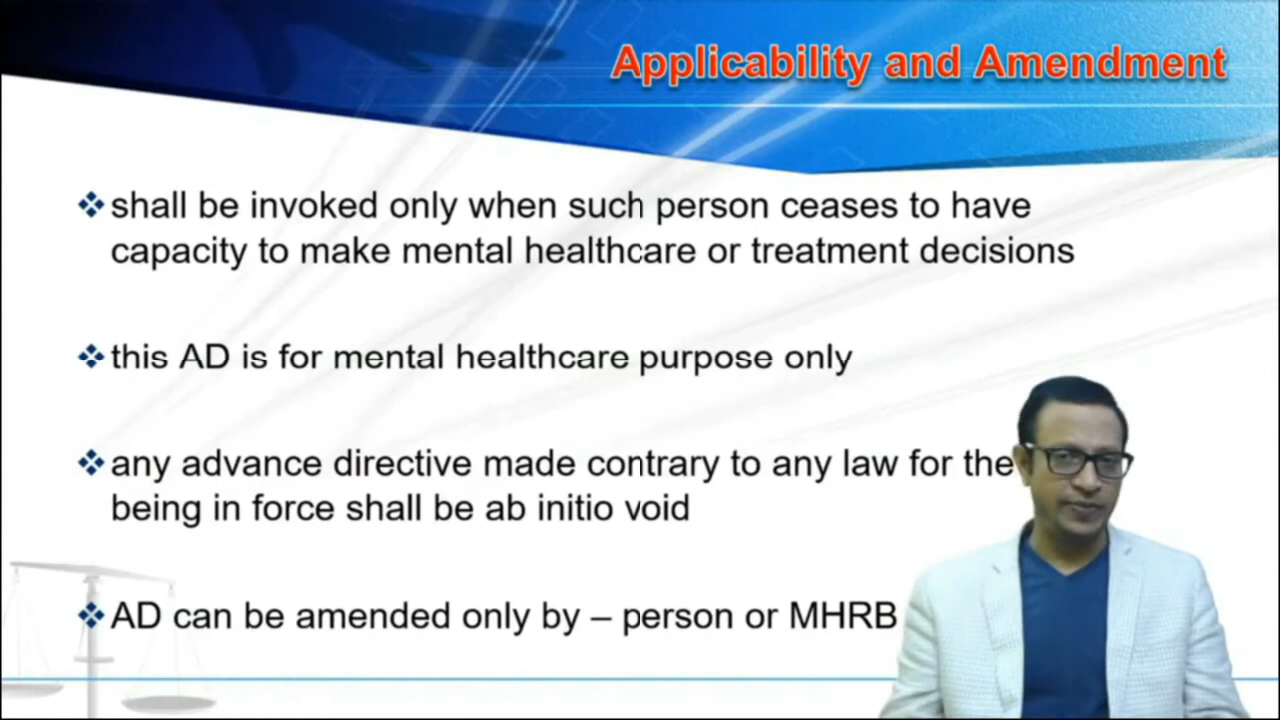 Applicability and Amendment
shall be invoked only when such person ceases to have
capacity to make mental healthcare or treatment decisions
this AD is for mental healthcare purpose only
any advance directive made contrary to any law for the
being in force shall be ab initio void
AD can be amended only by – person or MHRB